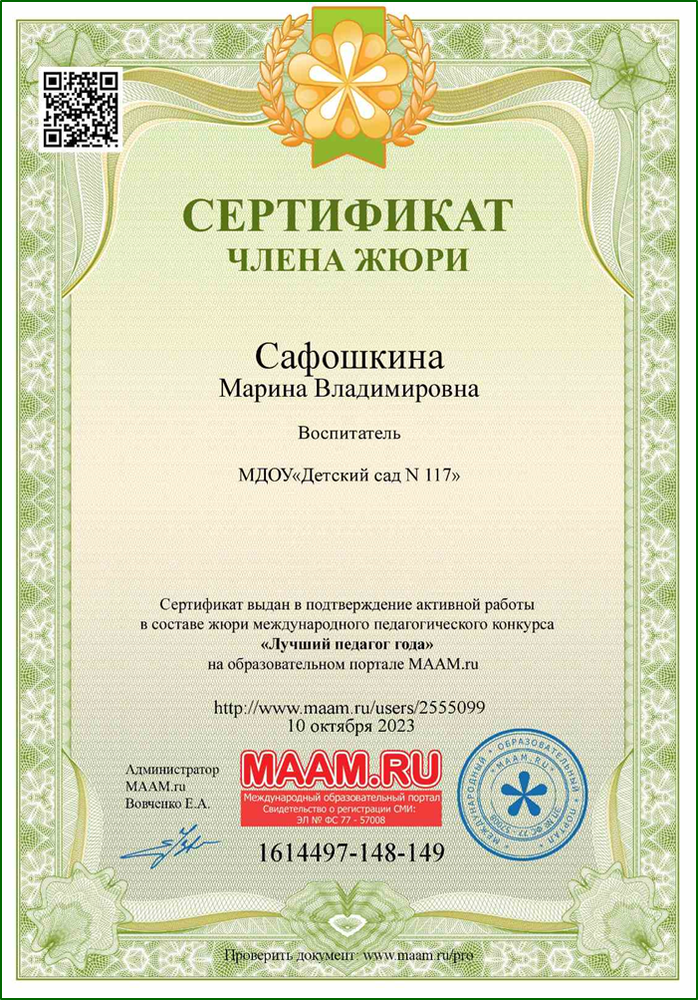 СЕРТИФИКАТ
ЧЛЕНА ЖЮРИ
Сафошкина
Марина Владимировна
Воспитатель
МДОУ«Детский сад N 117»
Сертификат выдан в подтверждение активной работы
в составе жюри международного педагогического конкурса
«Лучший педагог года»
на образовательном портале MAAM.ru
http://www.maam.ru/users/2555099
10 октября 2023
Администратор
MAAM.ru
Вовченко Е.А.
MAAM.RU
Международный образовательный портал
Свидетельство о регистрации СМИ:
ЭЛ № ФС 77 - 57008
МЕЖДУНАРОДНЫЙ * ОБРАЗОВАТЕЛЬНЫЙ * ПОРТАЛ
*МААМ.RU*
ЭЛ № ФС 77- 57008
1614497-148-149
Проверить документ: www.maam.ru/pro